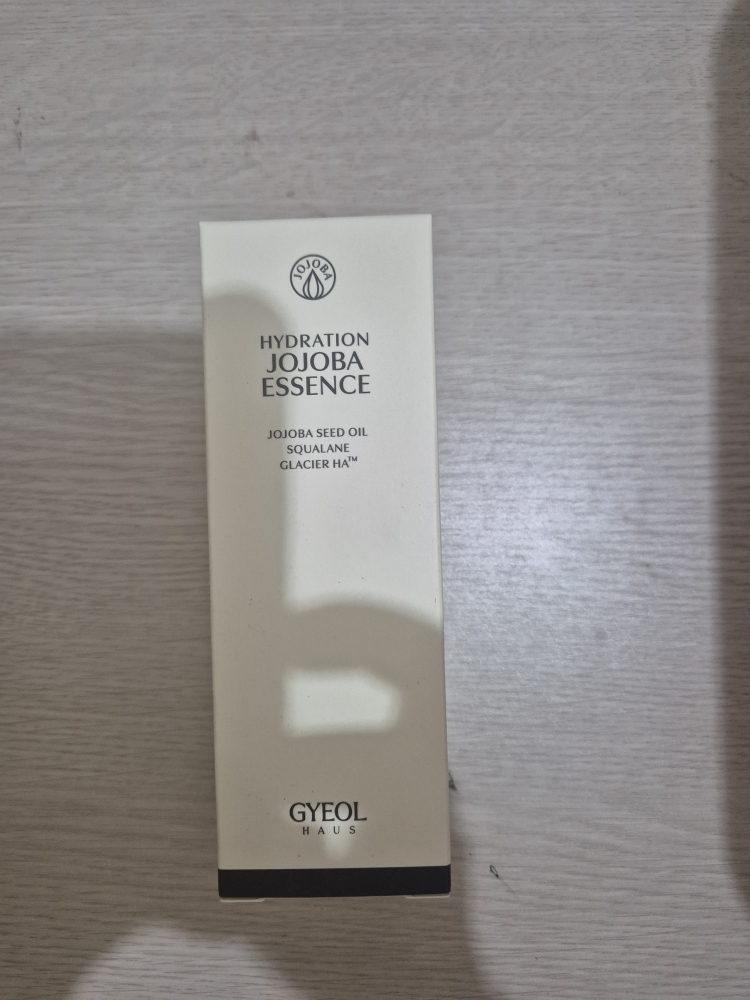 JOJOBA
HYDRATION
JOJOBA
ESSENCE
JOJOBA SEED OIL
SQUALANE
GLACIER HA™
GYEOL
HAUS